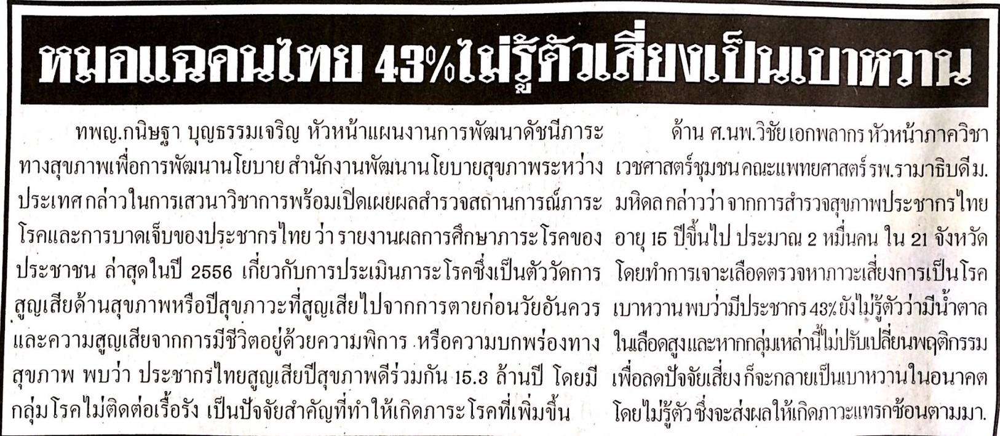 หมอแฉคนไทย 43% ไม่รู้ตัวเสี่ยงเป็นเบาหวาน
ทพญ.กนิษฐา บุญธรรมเจริญ หัวหน้าแผนงานการพัฒนาดัชนีภาระ
ทางสุขภาพเพื่อการพัฒนานโยบาย สำนักงานพัฒนานโยบายสุขภาพระหว่าง
ประเทศ กล่าวในการเสวนาวิชาการพร้อมเปิดเผยผลสำรวจสถานการณ์ภาระ
โรคและการบาดเจ็บของประชากรไทย ว่า รายงานผลการศึกษาภาระโรคของ
ประชาชน ล่าสุดในปี 2556 เกี่ยวกับการประเมินภาระโรคซึ่งเป็นตัววัดการ
สูญเสียด้านสุขภาพหรือปีสุขภาวะที่สูญเสียไปจากการตายก่อนวัยอันควร
และความสูญเสียจากการมีชีวิตอยู่ด้วยความพิการ หรือความบกพร่องทาง
สุขภาพ พบว่า ประชากรไทยสูญเสียปีสุขภาพดีร่วมกัน 15.3 ล้านปี โดยมี
กลุ่มโรคไม่ติดต่อเรื้อรัง เป็นปัจจัยสำคัญที่ทำให้เกิดภาระโรคที่เพิ่มขึ้น
ด้าน ศ.นพ.วิชัย เอกพลากร หัวหน้าภาควิชา
เวชศาสตร์ชุมชน คณะแพทยศาสตร์ รพ.รามาธิบดี ม.
มหิดล กล่าวว่า จากการสำรวจสุขภาพประชากรไทย
อายุ 15 ปีขึ้นไป ประมาณ 2 หมื่นคน ใน 21 จังหวัด
โดยทำการเจาะเลือดตรวจหาภาวะเสี่ยงการเป็นโรค
เบาหวาน พบว่ามีประชากร 43% ยังไม่รู้ตัวว่ามีน้ำตาล
ในเลือดสูงและหากกลุ่มเหล่านี้ไม่ปรับเปลี่ยนพฤติกรรม
เพื่อลดปัจจัยเสี่ยง ก็จะกลายเป็นเบาหวานในอนาคต
โดยไม่รู้ตัว ซึ่งจะส่งผลให้เกิดภาวะแทรกซ้อนตามมา.